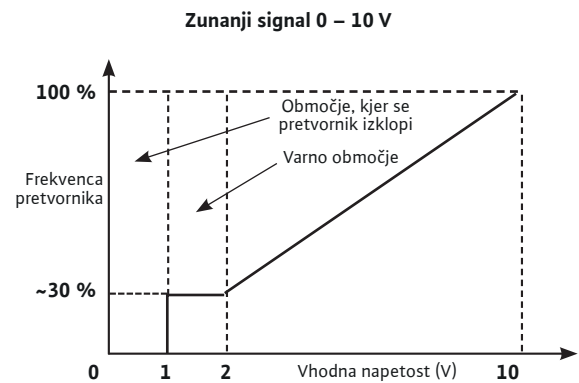 Zunanji signal 0 – 10 V
100 %
Območje, kjer se
pretvornik izklopi
Varno območje
Frekvenca
pretvornika
~30 %
0
1
2
Vhodna napetost (V)
10